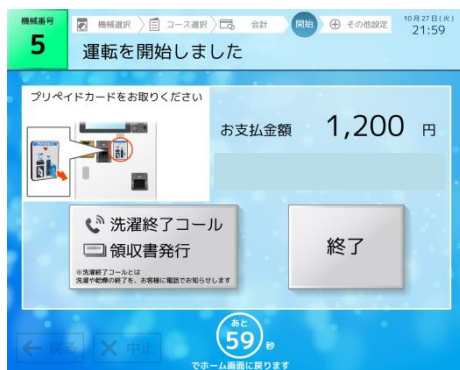 機械番号
5
機械選択
コース選択
会計
開始
その他設定
10月27日(火)
21:59
運転を開始しました
プリペイドカードをお取りください
お支払金額 1,200 円
洗濯終了コール
領収書発行
※洗濯終了コールとは
洗濯や乾燥の終了を、お客様に電話でお知らせします
終了
戻る
中止
あと
59 秒
でホーム画面に戻ります